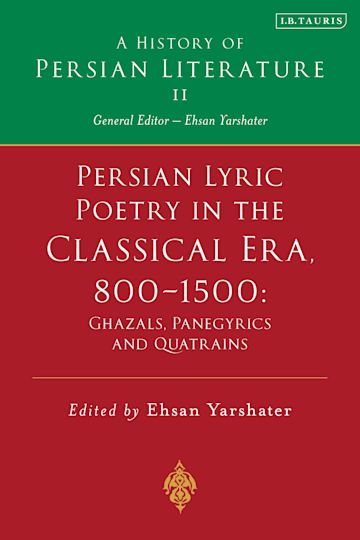 I.B.TAURIS
A HISTORY OF
PERSIAN LITERATURE
II
General Editor – Ehsan Yarshater
PERSIAN LYRIC
POETRY IN THE
CLASSICAL ERA,
800–1500:
GHAZALS, PANEGYRICS
AND QUATRAINS
Edited by Ehsan Yarshater